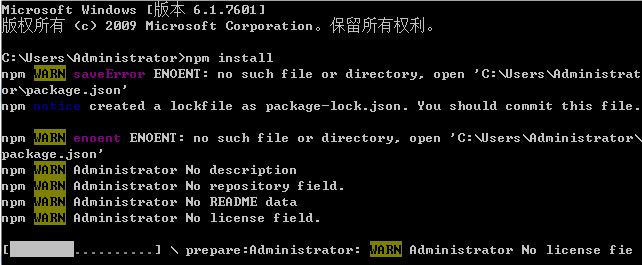 Microsoft Windows [版本 6.1.7601]
版权所有 (c) 2009 Microsoft Corporation。保留所有权利。
C:\Users\Administrator>npm install
npm WARN saveError ENOENT: no such file or directory, open 'C:\Users\Administrat
or\package.json'
npm notice created a lockfile as package-lock.json. You should commit this file.
npm WARN enoent ENOENT: no such file or directory, open 'C:\Users\Administrator\
package.json'
npm WARN Administrator No description
npm WARN Administrator No repository field.
npm WARN Administrator No README data
npm WARN Administrator No license field.
[          ..........] \ prepare:Administrator: WARN Administrator No license fie